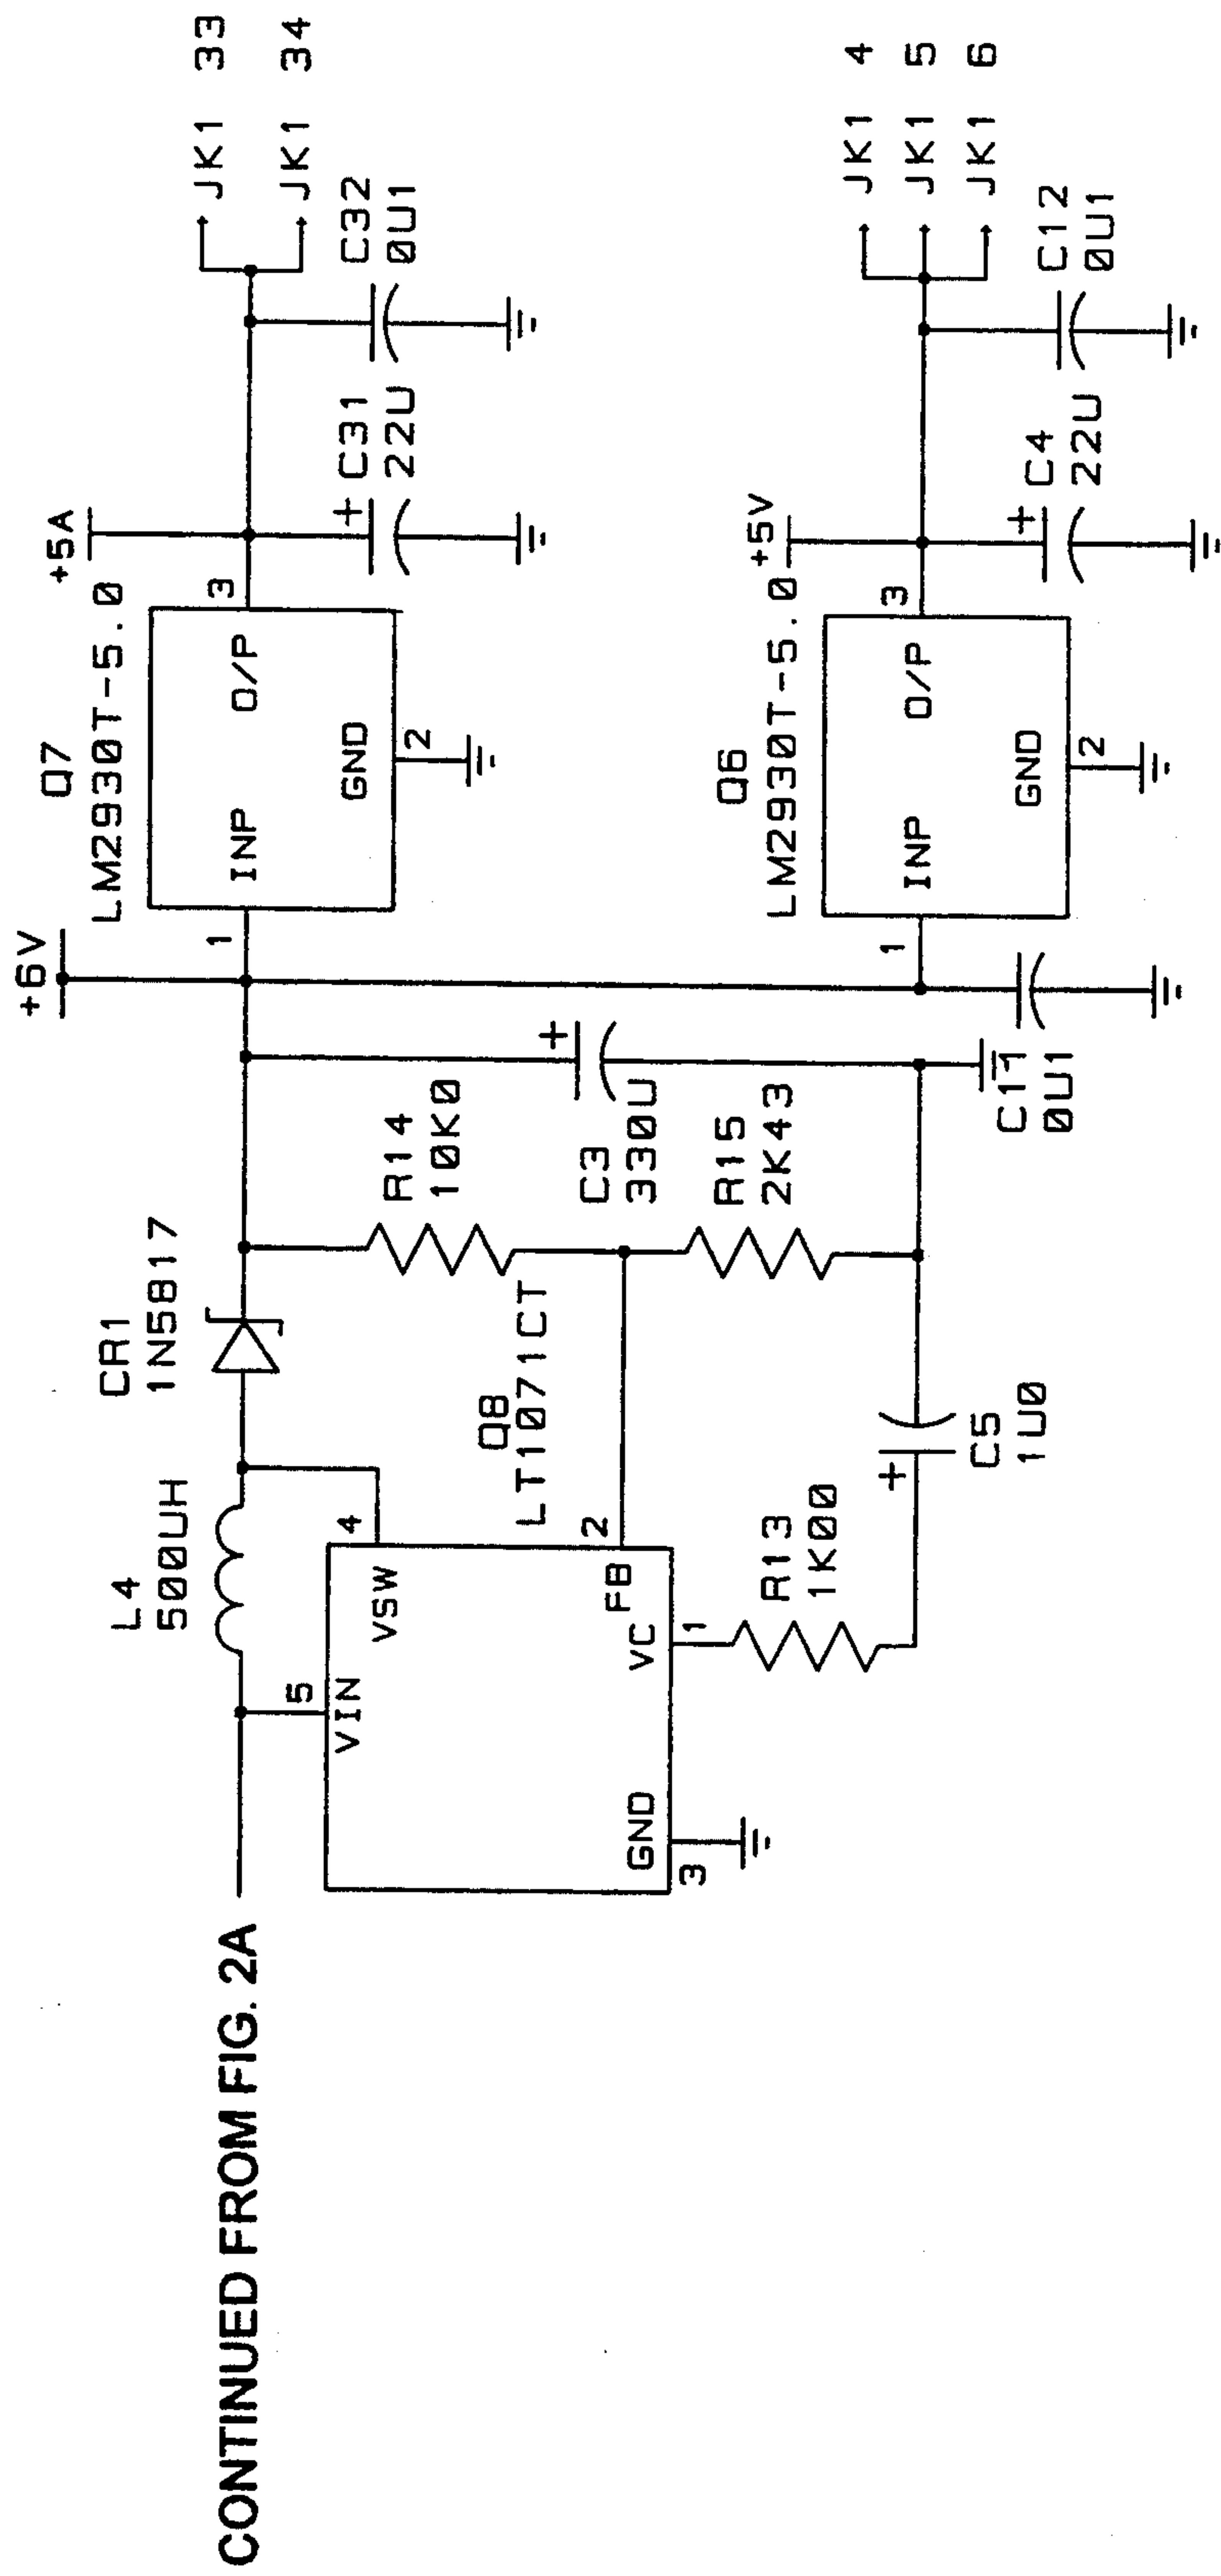 CONTINUED FROM FIG. 2A
L4
500UH
CR1
1N5817
+6V
Q7
LM2930T-5.0
+5A
JK1 33
JK1 34
1
INP
O/P
3
GND
2
C31
22U
+
C32
0U1
5
VIN
4
VSW
Q8
LT1071CT
2
FB
VC
1
GND
3
R14
10K0
+
C3
330U
R15
2K43
R13
1K00
+
C5
1U0
C11
0U1
Q6
LM2930T-5.0
+5V
1
INP
O/P
3
GND
2
+
C4
22U
C12
0U1
JK1 4
JK1 5
JK1 6